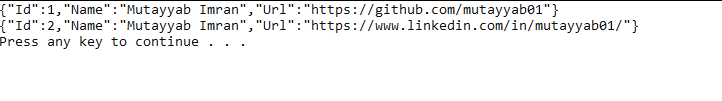 {"Id":1,"Name":"Mutayyab Imran","Url":"https://github.com/mutayyab01"}
{"Id":2,"Name":"Mutayyab Imran","Url":"https://www.linkedin.com/in/mutayyab01/"}
Press any key to continue . . .